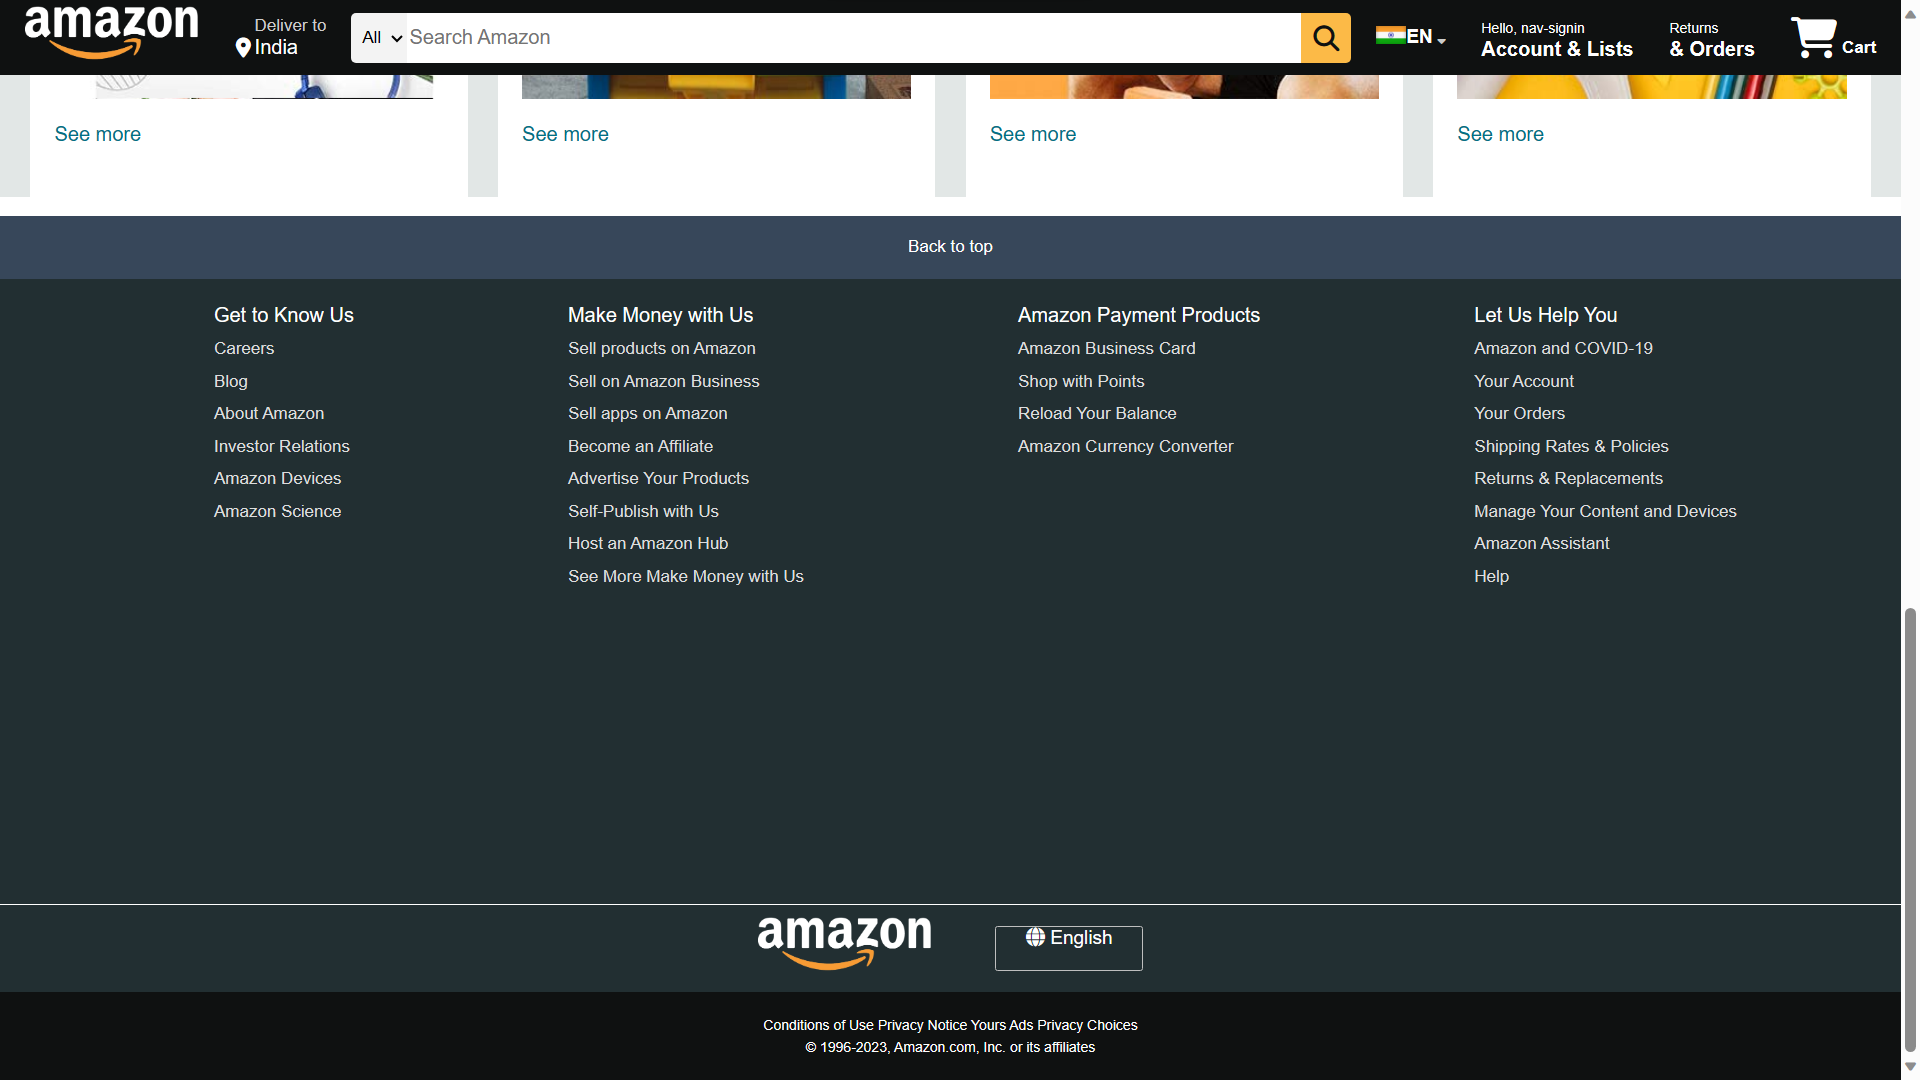 amazon
Deliver to
India
All
Search Amazon
EN
Hello, nav-signin
Account & Lists
Returns
& Orders
Cart
See more
See more
See more
See more
Back to top
Get to Know Us
Careers
Blog
About Amazon
Investor Relations
Amazon Devices
Amazon Science
Make Money with Us
Sell products on Amazon
Sell on Amazon Business
Sell apps on Amazon
Become an Affiliate
Advertise Your Products
Self-Publish with Us
Host an Amazon Hub
See More Make Money with Us
Amazon Payment Products
Amazon Business Card
Shop with Points
Reload Your Balance
Amazon Currency Converter
Let Us Help You
Amazon and COVID-19
Your Account
Your Orders
Shipping Rates & Policies
Returns & Replacements
Manage Your Content and Devices
Amazon Assistant
Help
amazon
English
Conditions of Use Privacy Notice Yours Ads Privacy Choices
© 1996-2023, Amazon.com, Inc. or its affiliates